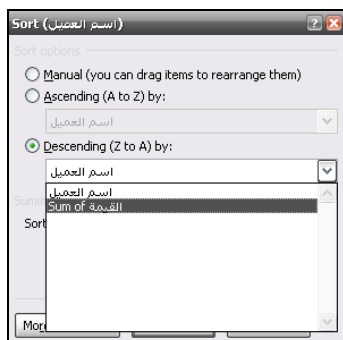 Sort (اسم العميل)
Sort options
Manual (you can drag items to rearrange them)
Ascending (A to Z) by:
اسم العميل
Descending (Z to A) by:
اسم العميل
اسم العميل
Sum of القيمة
Sort